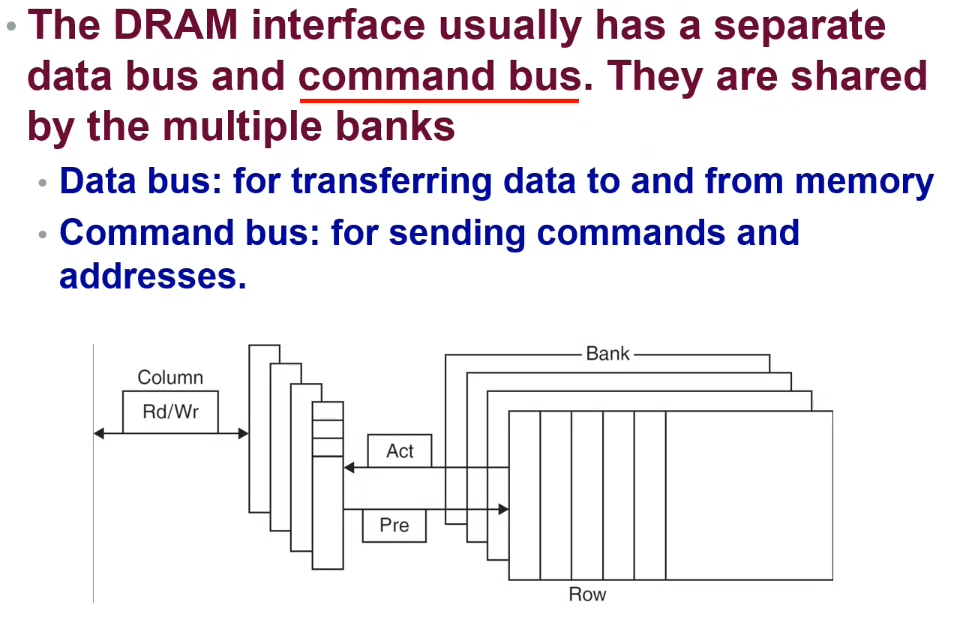 • The DRAM interface usually has a separate
data bus and command bus. They are shared
by the multiple banks
• Data bus: for transferring data to and from memory
• Command bus: for sending commands and
addresses.
Bank
Column
Rd/Wr
Act
Pre
Row